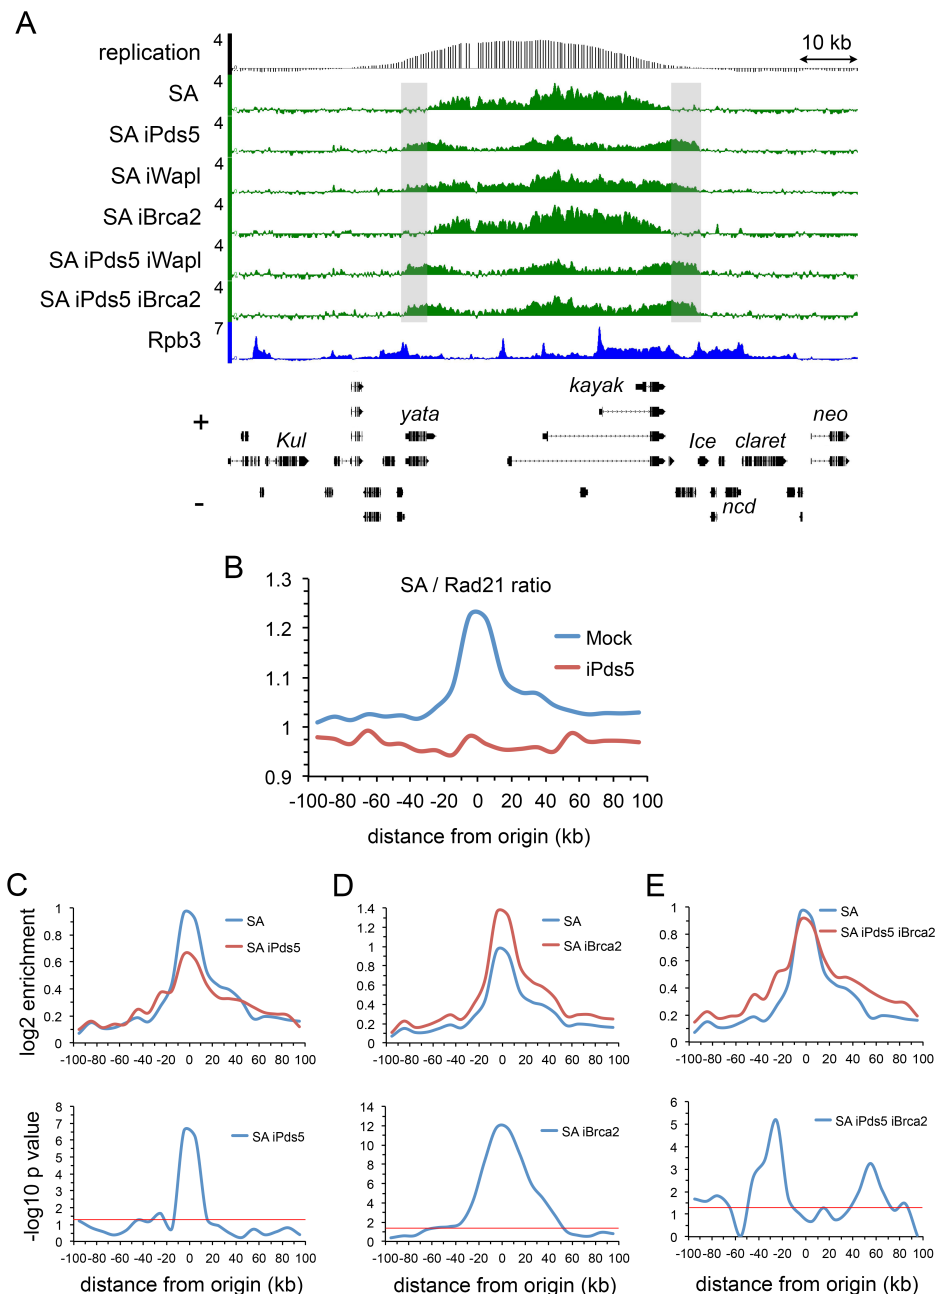 A
replication 4
10 kb
SA 4
SA iPds5 4
SA iWapl 4
SA iBrca2 4
SA iPds5 iWapl 4
SA iPds5 iBrca2 4
Rpb3 7
kayak
+
yata
neo
Kul
Ice
claret
-
ncd
B
SA / Rad21 ratio
1.3
1.2
1.1
1
0.9
Mock
iPds5
-100 -80 -60 -40 -20 0 20 40 60 80 100
distance from origin (kb)
C
log2 enrichment
1
0.8
0.6
0.4
0.2
0
SA
SA iPds5
-100 -80 -60 -40 -20 0 20 40 60 80 100
D
1.4
1.2
1
0.8
0.6
0.4
0.2
0
SA
SA iBrca2
-100 -80 -60 -40 -20 0 20 40 60 80 100
E
1
0.8
0.6
0.4
0.2
0
SA
SA iPds5 iBrca2
-100 -80 -60 -40 -20 0 20 40 60 80 100
-log10 p value
8
7
6
5
4
3
2
1
0
SA iPds5
-100 -80 -60 -40 -20 0 20 40 60 80 100
distance from origin (kb)
14
12
10
8
6
4
2
0
SA iBrca2
-100 -80 -60 -40 -20 0 20 40 60 80 100
distance from origin (kb)
6
5
4
3
2
1
0
SA iPds5 iBrca2
-100 -80 -60 -40 -20 0 20 40 60 80 100
distance from origin (kb)